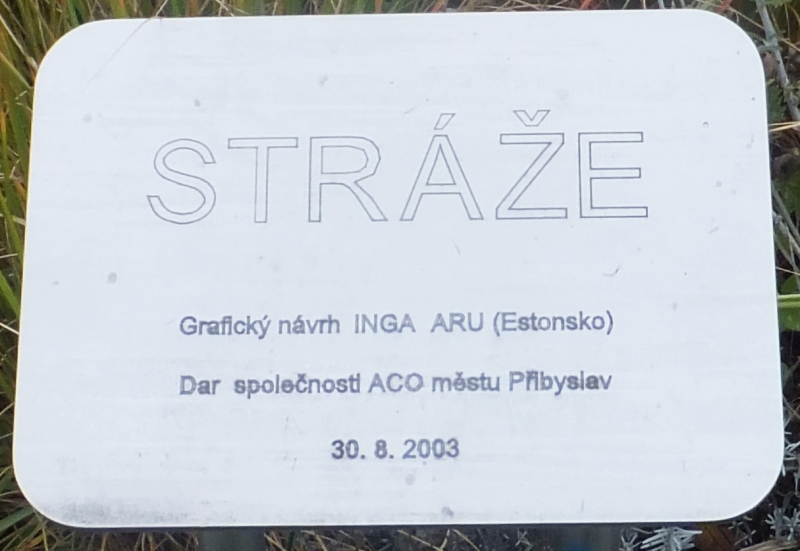 STRÁŽE
Grafický návrh INGA ARU (Estonsko)
Dar společnosti ACO městu Přibyslav
30. 8. 2003